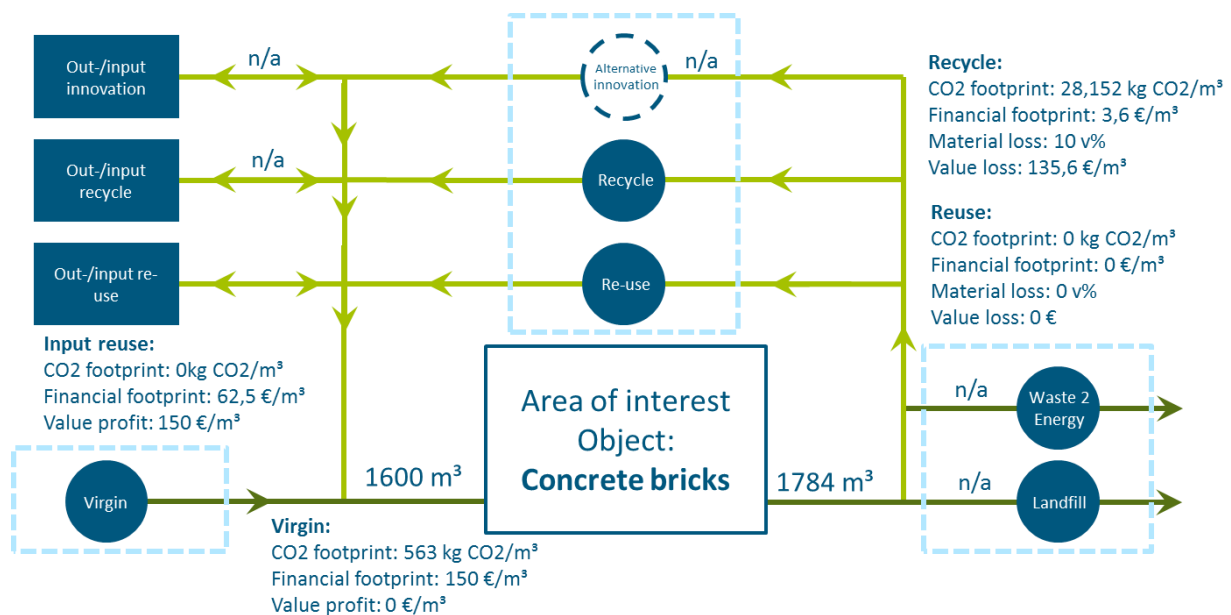 Out-/input
innovation
n/a
Alternative
innovation
n/a
Recycle:
CO2 footprint: 28,152 kg CO2/m³
Financial footprint: 3,6 €/m³
Material loss: 10 v%
Value loss: 135,6 €/m³
Out-/input
recycle
n/a
Recycle
Reuse:
CO2 footprint: 0 kg CO2/m³
Financial footprint: 0 €/m³
Material loss: 0 v%
Value loss: 0 €
Out-/input re-
use
Re-use
Input reuse:
CO2 footprint: 0kg CO2/m³
Financial footprint: 62,5 €/m³
Value profit: 150 €/m³
Area of interest
Object:
Concrete bricks
n/a
Waste 2
Energy
Virgin
1600 m³
1784 m³
n/a
Landfill
Virgin:
CO2 footprint: 563 kg CO2/m³
Financial footprint: 150 €/m³
Value profit: 0 €/m³